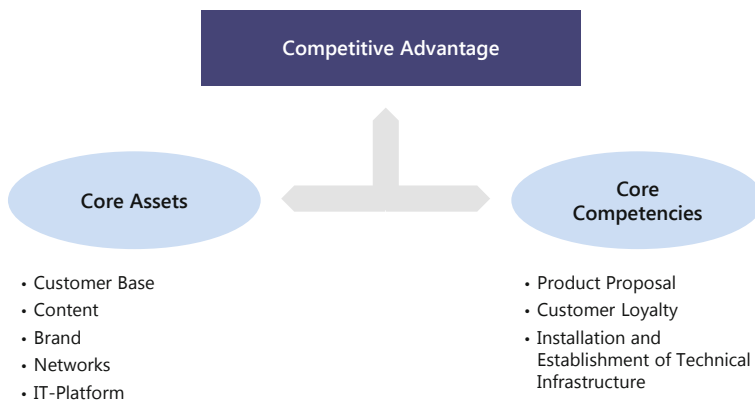 Competitive Advantage
Core Assets
• Customer Base
• Content
• Brand
• Networks
• IT-Platform
Core
Competencies
• Product Proposal
• Customer Loyalty
• Installation and
Establishment of Technical
Infrastructure